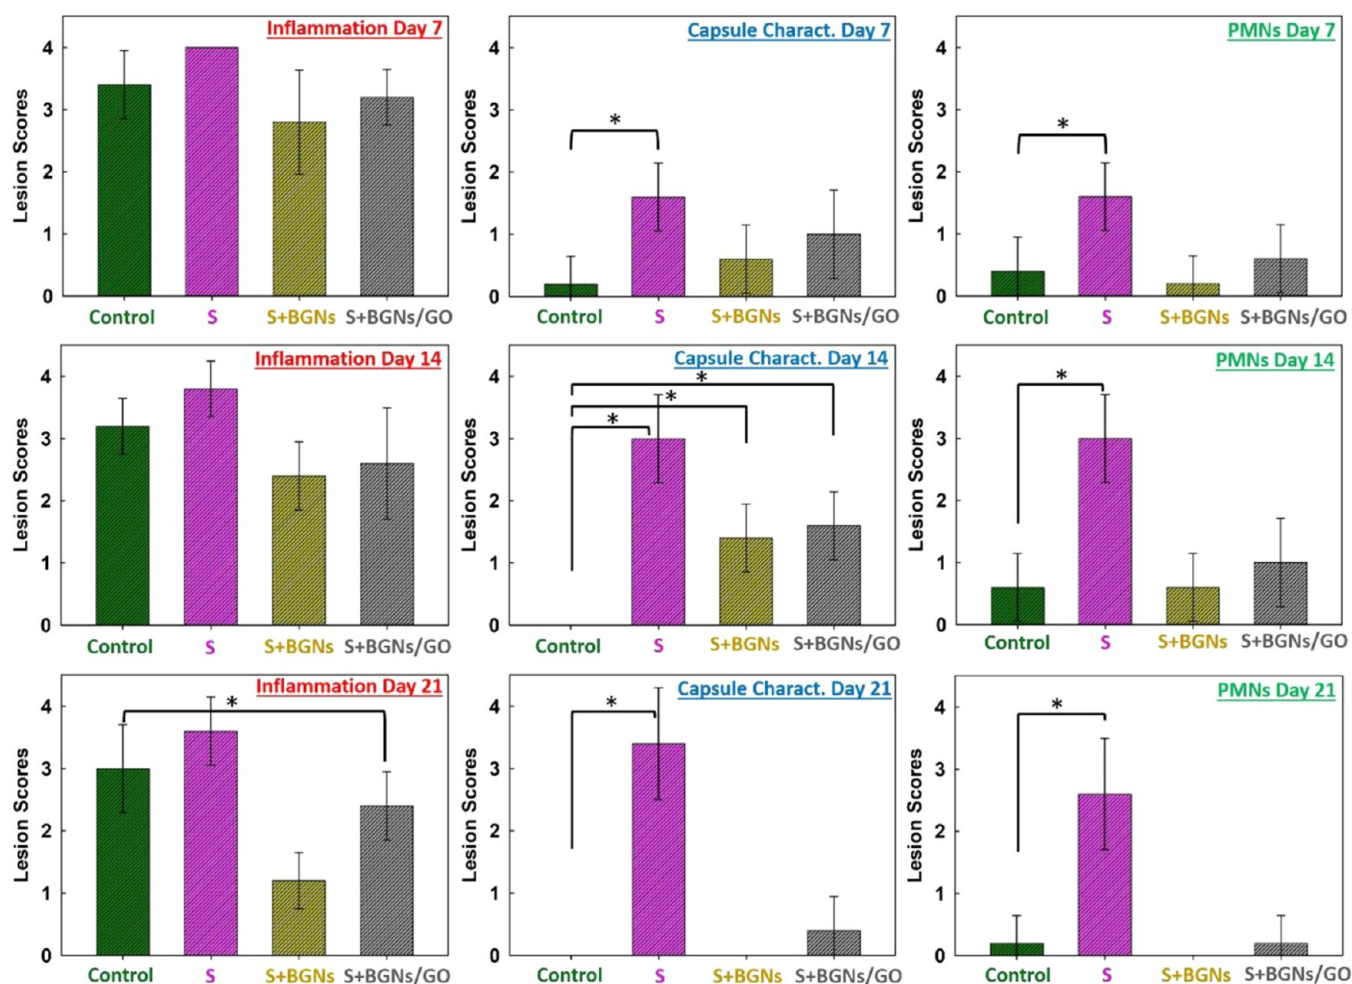 Inflammation Day 7
Lesion Scores
4
3
2
1
0
Control S S+BGNs S+BGNs/GO
Capsule Charact. Day 7
Lesion Scores
4
3
2
1
0
*
Control S S+BGNs S+BGNs/GO
PMNs Day 7
Lesion Scores
4
3
2
1
0
*
Control S S+BGNs S+BGNs/GO
Inflammation Day 14
Lesion Scores
4
3
2
1
0
Control S S+BGNs S+BGNs/GO
Capsule Charact. Day 14
Lesion Scores
4
3
2
1
0
*
*
*
Control S S+BGNs S+BGNs/GO
PMNs Day 14
Lesion Scores
4
3
2
1
0
*
Control S S+BGNs S+BGNs/GO
Inflammation Day 21
Lesion Scores
4
3
2
1
0
*
Control S S+BGNs S+BGNs/GO
Capsule Charact. Day 21
Lesion Scores
4
3
2
1
0
*
Control S S+BGNs S+BGNs/GO
PMNs Day 21
Lesion Scores
4
3
2
1
0
*
Control S S+BGNs S+BGNs/GO